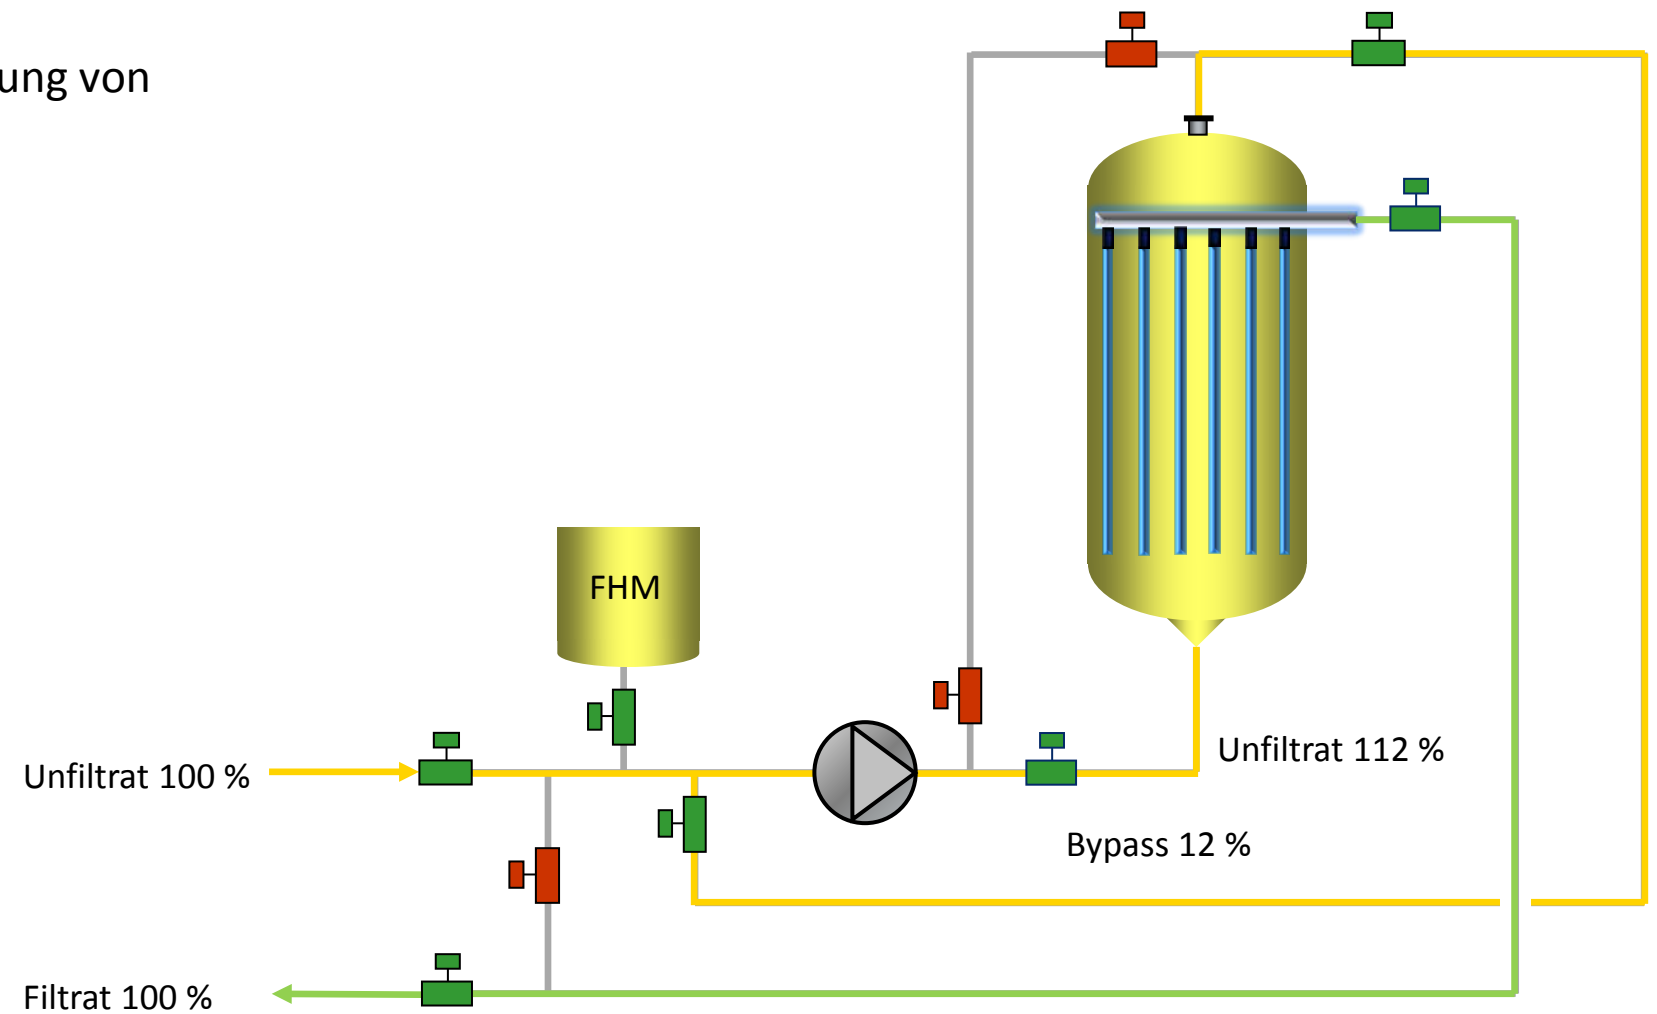 ung von
FHM
Unfiltrat 112 %
Unfiltrat 100 %
Bypass 12 %
Filtrat 100 %